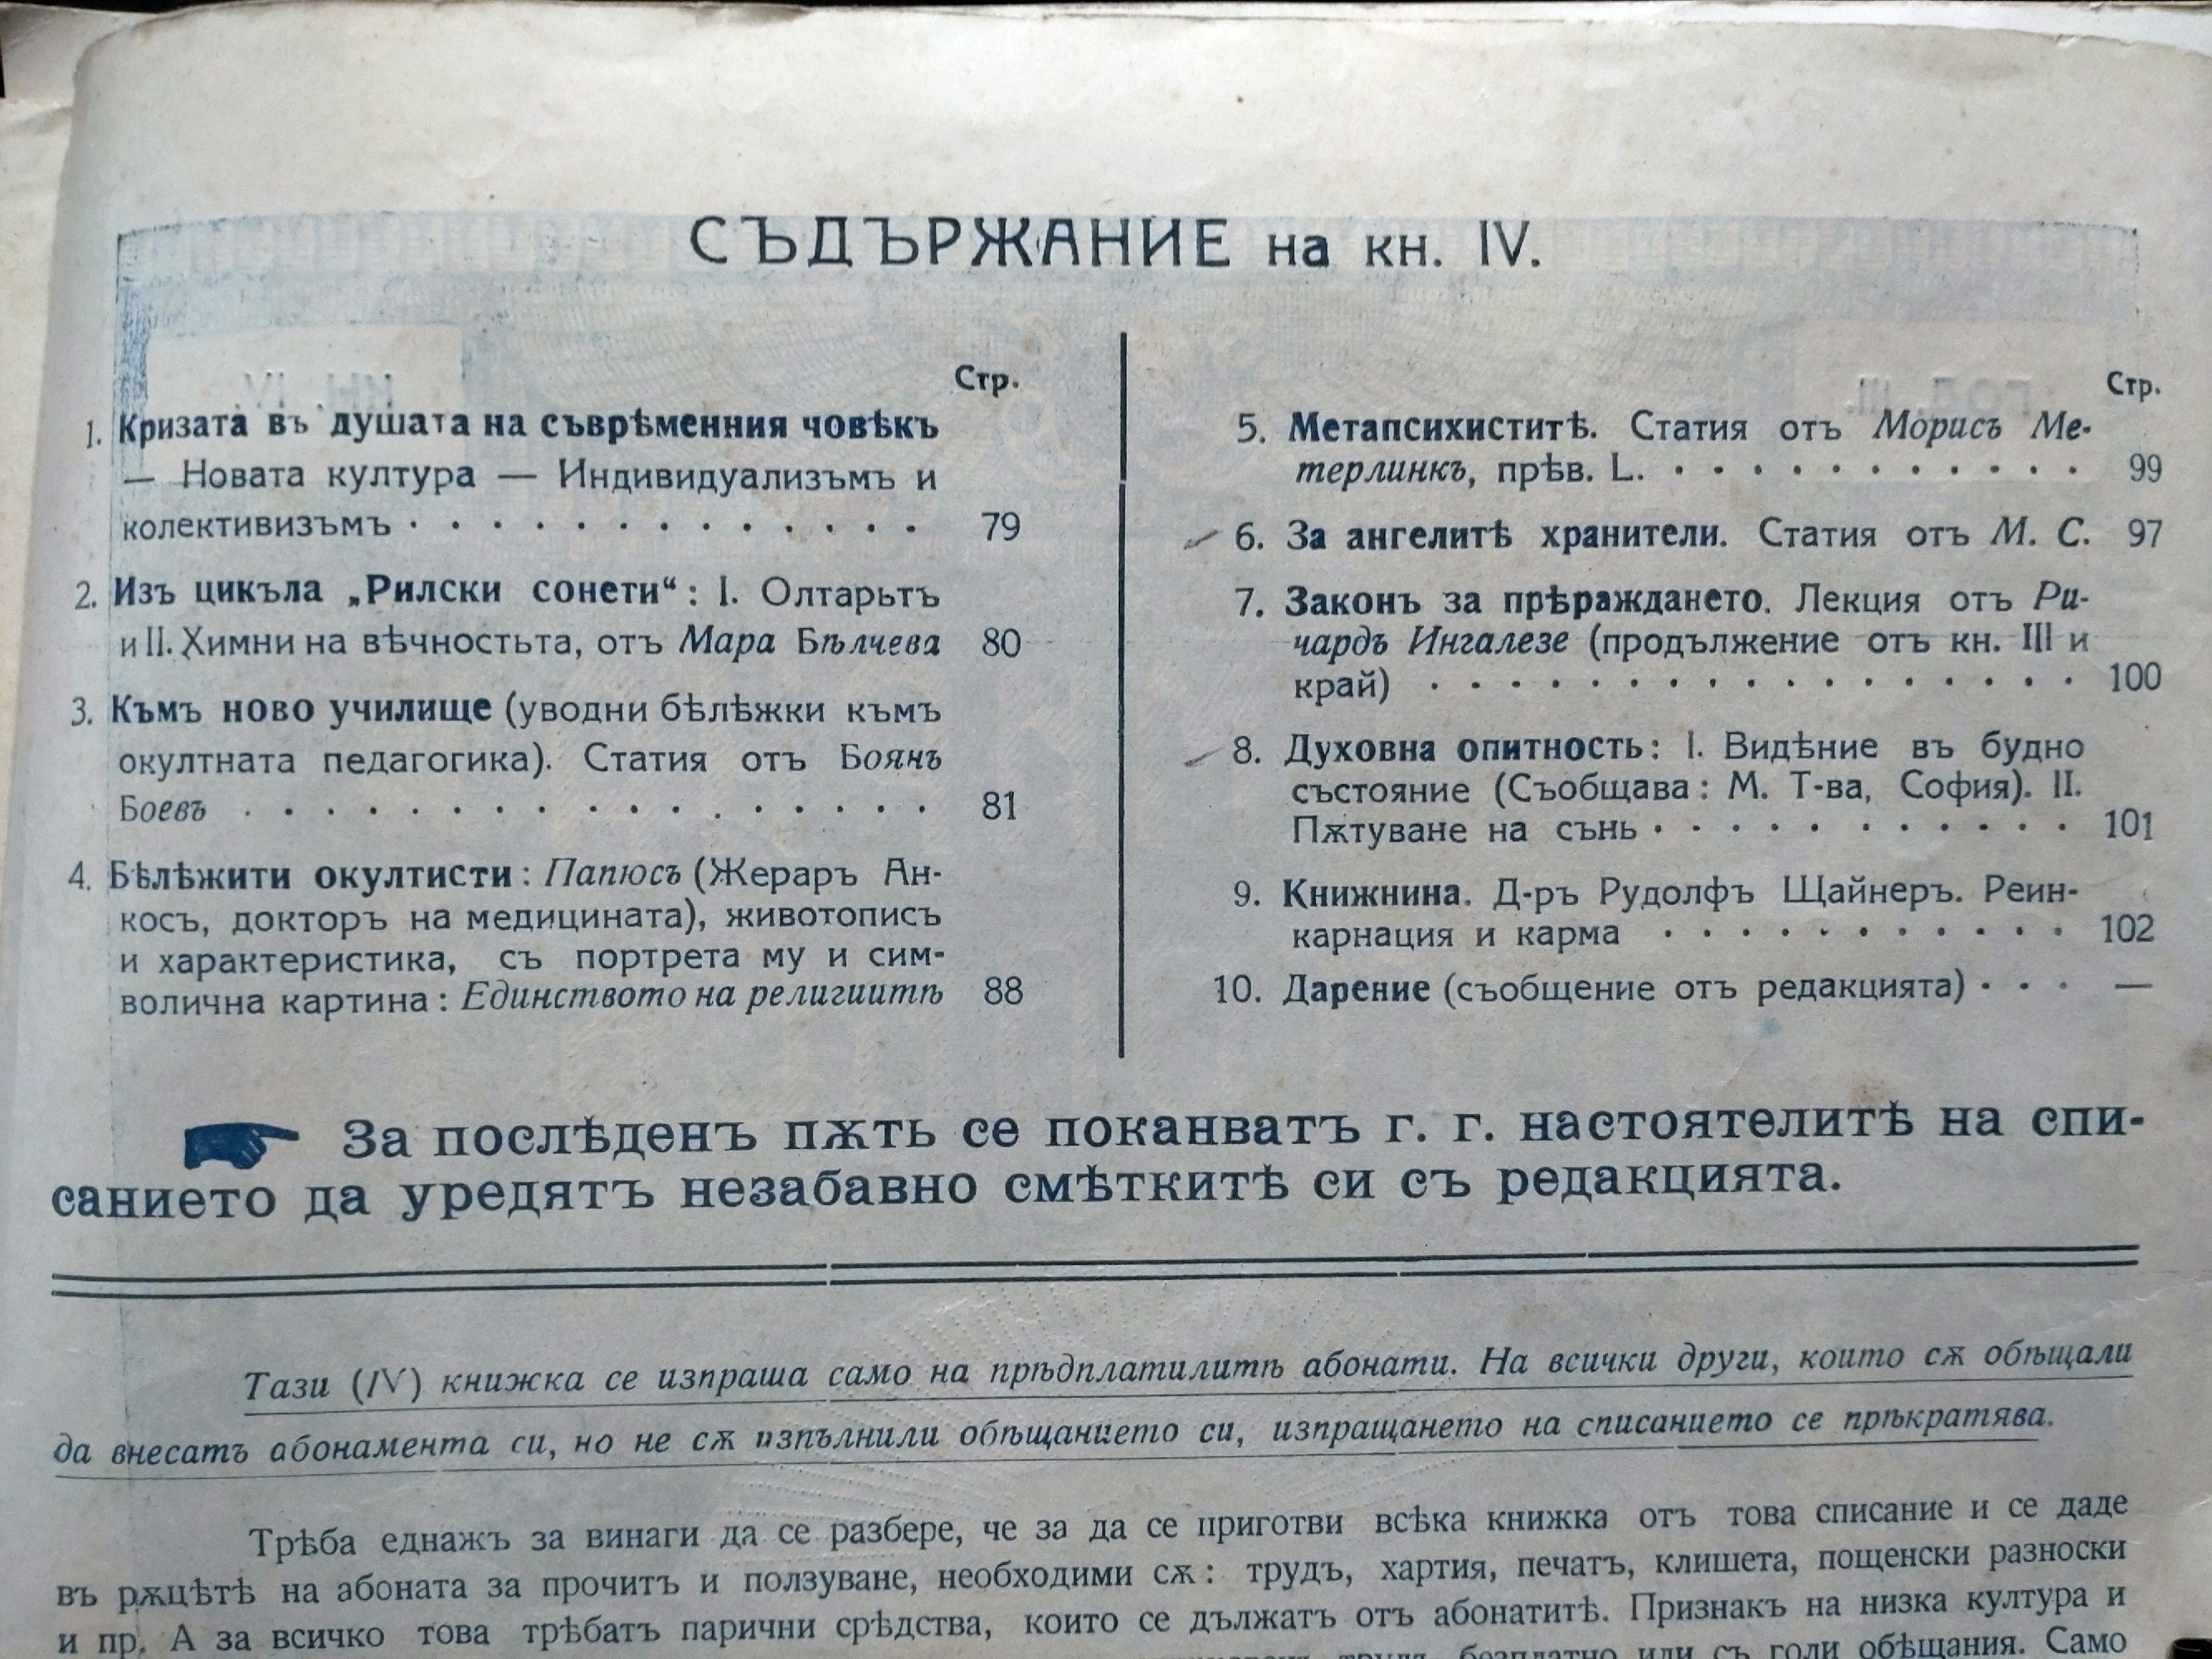 СЪДЪРЖАНИЕ на кн. IV.
Стр.
1. Кризата въ душата на съврѣменния човѣкъ
— Новата култура — Индивидуализъмъ и
колективизъмъ . . . . . . . . . . . . . 79
2. Изъ цикъла „Рилски сонети“: I. Олтарьтъ
и II. Химни на вѣчностьта, отъ Мара Бѣлчева 80
3. Къмъ ново училище (уводни бѣлѣжки къмъ
окултната педагогика). Статия отъ Боянъ
Боевъ . . . . . . . . . . . . . . . . 81
4. Бѣлѣжити окултисти: Папюсъ (Жераръ Ан-
косъ, докторъ на медицината), животописъ
и характеристика, съ портрета му и сим-
волична картина: Единството на религиитѣ 88
Стр.
5. Метапсихиститѣ. Статия отъ Морисъ Ме-
терлинкъ, прѣв. L. . . . . . . . . . . . . 99
6. За ангелитѣ хранители. Статия отъ М. С. 97
7. Законъ за прѣраждането. Лекция отъ Ри-
чардъ Ингалезе (продължение отъ кн. III и
край) . . . . . . . . . . . . . . . . . 100
8. Духовна опитность: I. Видѣние въ будно
състояние (Съобщава: М. Т-ва, София). II.
Пѫтуване на сънь . . . . . . . . . . . 101
9. Книжнина. Д-ръ Рудолфъ Щайнеръ. Реин-
карнация и карма . . . . . . . . . . . 102
10. Дарение (съобщение отъ редакцията) . . . —
За послѣденъ пѫть се поканватъ г. г. настоятелитѣ на спи-
санието да уредятъ незабавно смѣткитѣ си съ редакцията.
Тази (IV) книжка се изпраша само на прѣдплатилитѣ абонати. На всички други, които сѫ обѣщали
да внесатъ абонамента си, но не сѫ изпълнили обѣщанието си, изпращането на списанието се прѣкратява.
Трѣба еднажъ за винаги да се разбере, че за да се приготви всѣка книжка отъ това списание и се даде
въ рѫцѣтѣ на абоната за прочитъ и ползуване, необходими сѫ: трудъ, хартия, печатъ, клишета, пощенски разноски
и пр. А за всичко това трѣбатъ парични срѣдства, които се дължатъ отъ абонатитѣ. Признакъ на низка култура и
трудъ безплатно или съ голи обѣщания. Само